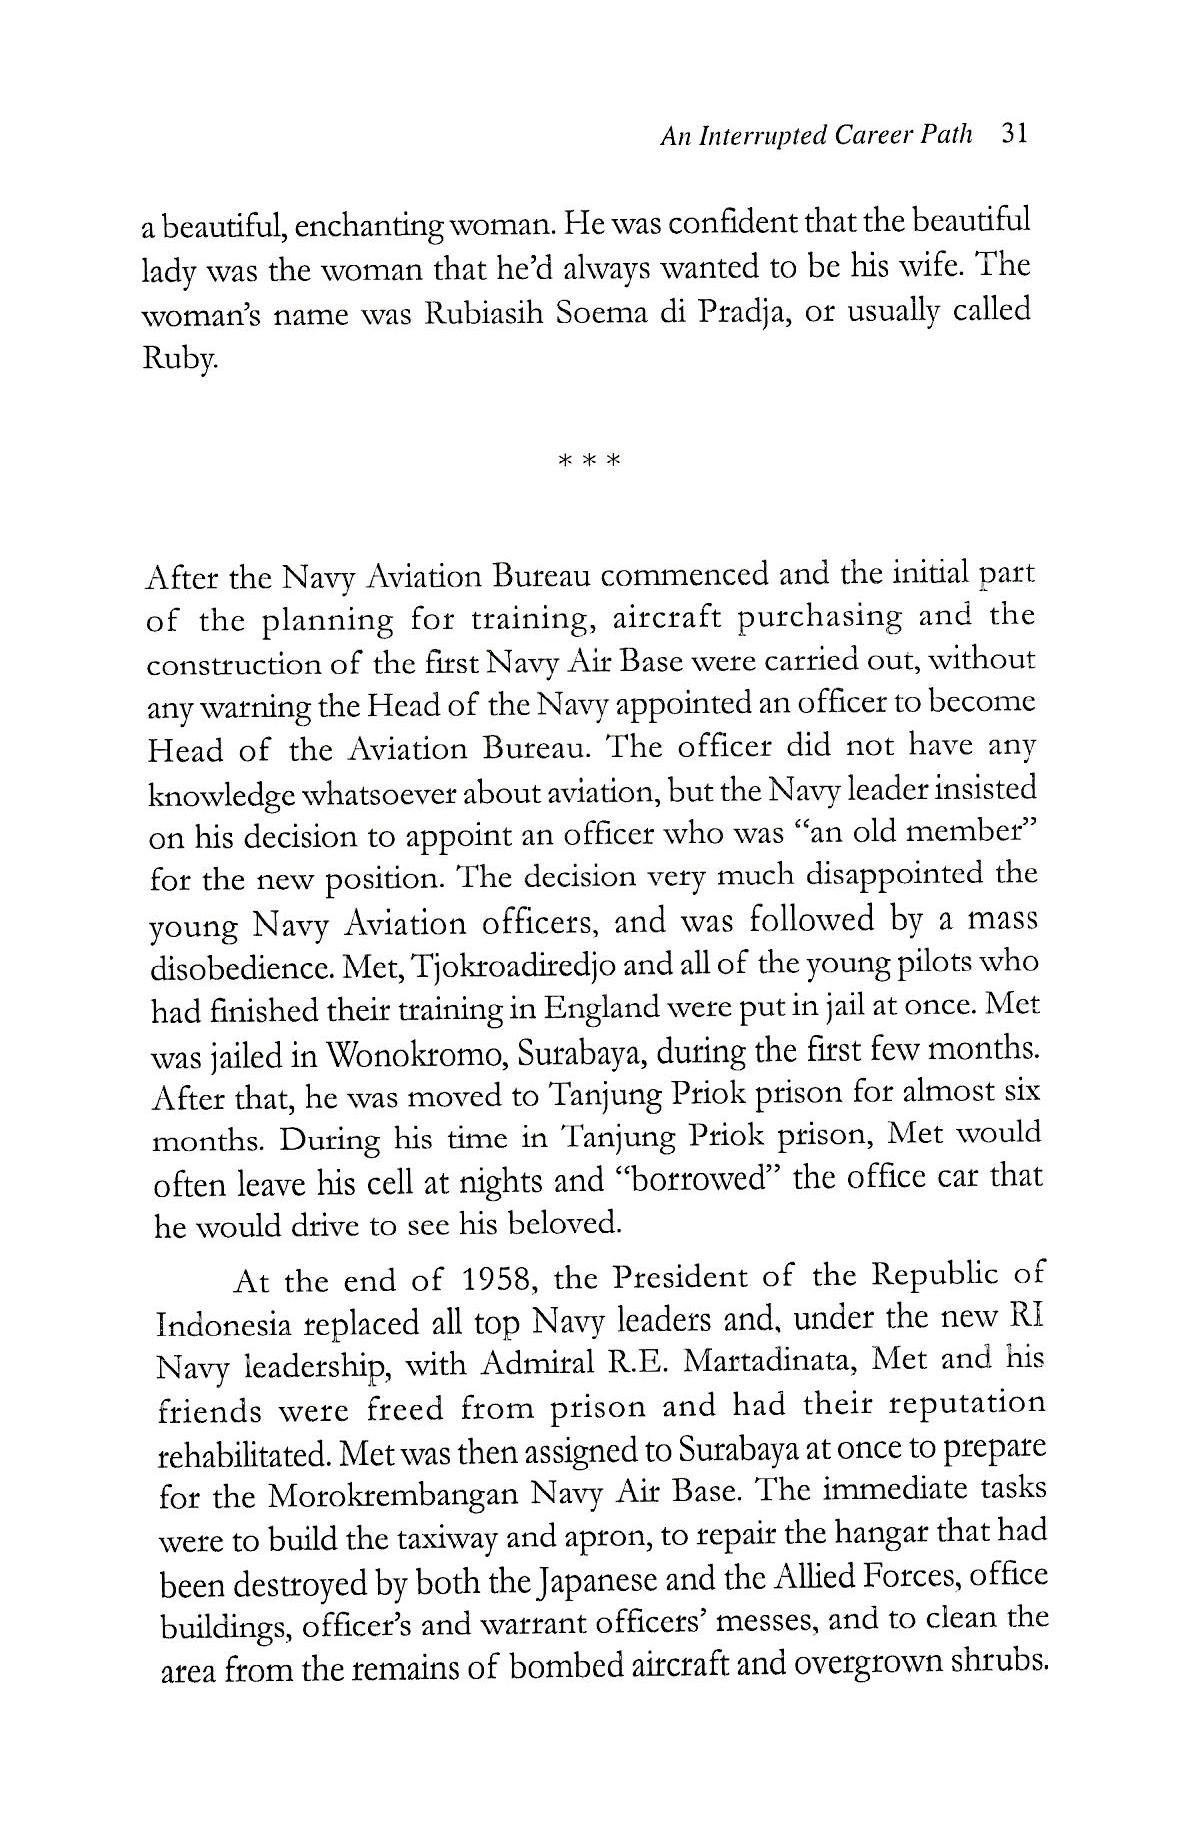 An Interrupted Career Path 31
a beautiful, enchanting woman. He was confident that the beautiful
lady was the woman that he'd always wanted to be his wife. The
woman's name was Rubiasih Soema di Pradja, or usually called
Ruby.
* * *
After the Navy Aviation Bureau commenced and the initial part
of the planning for training, aircraft purchasing and the
construction of the first Navy Air Base were carried out, without
any warning the Head of the Navy appointed an officer to become
Head of the Aviation Bureau. The officer did not have any
knowledge whatsoever about aviation, but the Navy leader insisted
on his decision to appoint an officer who was “an old member”
for the new position. The decision very much disappointed the
young Navy Aviation officers, and was followed by a mass
disobedience. Met, Tjokroadiredjo and all of the young pilots who
had finished their training in England were put in jail at once. Met
was jailed in Wonokromo, Surabaya, during the first few months.
After that, he was moved to Tanjung Priok prison for almost six
months. During his time in Tanjung Priok prison, Met would
often leave his cell at nights and “borrowed” the office car that
he would drive to see his beloved.
At the end of 1958, the President of the Republic of
Indonesia replaced all top Navy leaders and, under the new RI
Navy leadership, with Admiral R.E. Martadinata, Met and his
friends were freed from prison and had their reputation
rehabilitated. Met was then assigned to Surabaya at once to prepare
for the Morokrembangan Navy Air Base. The immediate tasks
were to build the taxiway and apron, to repair the hangar that had
been destroyed by both the Japanese and the Allied Forces, office
buildings, officer's and warrant officers' messes, and to clean the
area from the remains of bombed aircraft and overgrown shrubs.